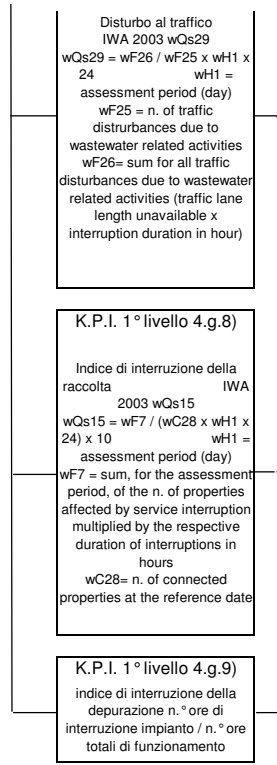 Disturbo al traffico
IWA 2003 wQs29
wQs29 = wF26 / wF25 x wH1 x
24 wH1 =
assessment period (day)
wF25 = n. of traffic
distrurbances due to
wastewater related activities
wF26= sum for all traffic
disturbances due to wastewater
related activities (traffic lane
length unavailable x
interruption duration in hour)
K.P.I. 1° livello 4.g.8)
Indice di interruzione della
raccolta IWA
2003 wQs15
wQs15 = wF7 / (wC28 x wH1 x
24) x 10 wH1 =
assessment period (day)
wF7 = sum, for the assessment
period, of the n. of properties
affected by service interruption
multiplied by the respective
duration of interruptions in
hours
wC28= n. of connected
properties at the reference date
K.P.I. 1° livello 4.g.9)
indice di interruzione della
depurazione n.° ore di
interruzione impianto / n.° ore
totali di funzionamento